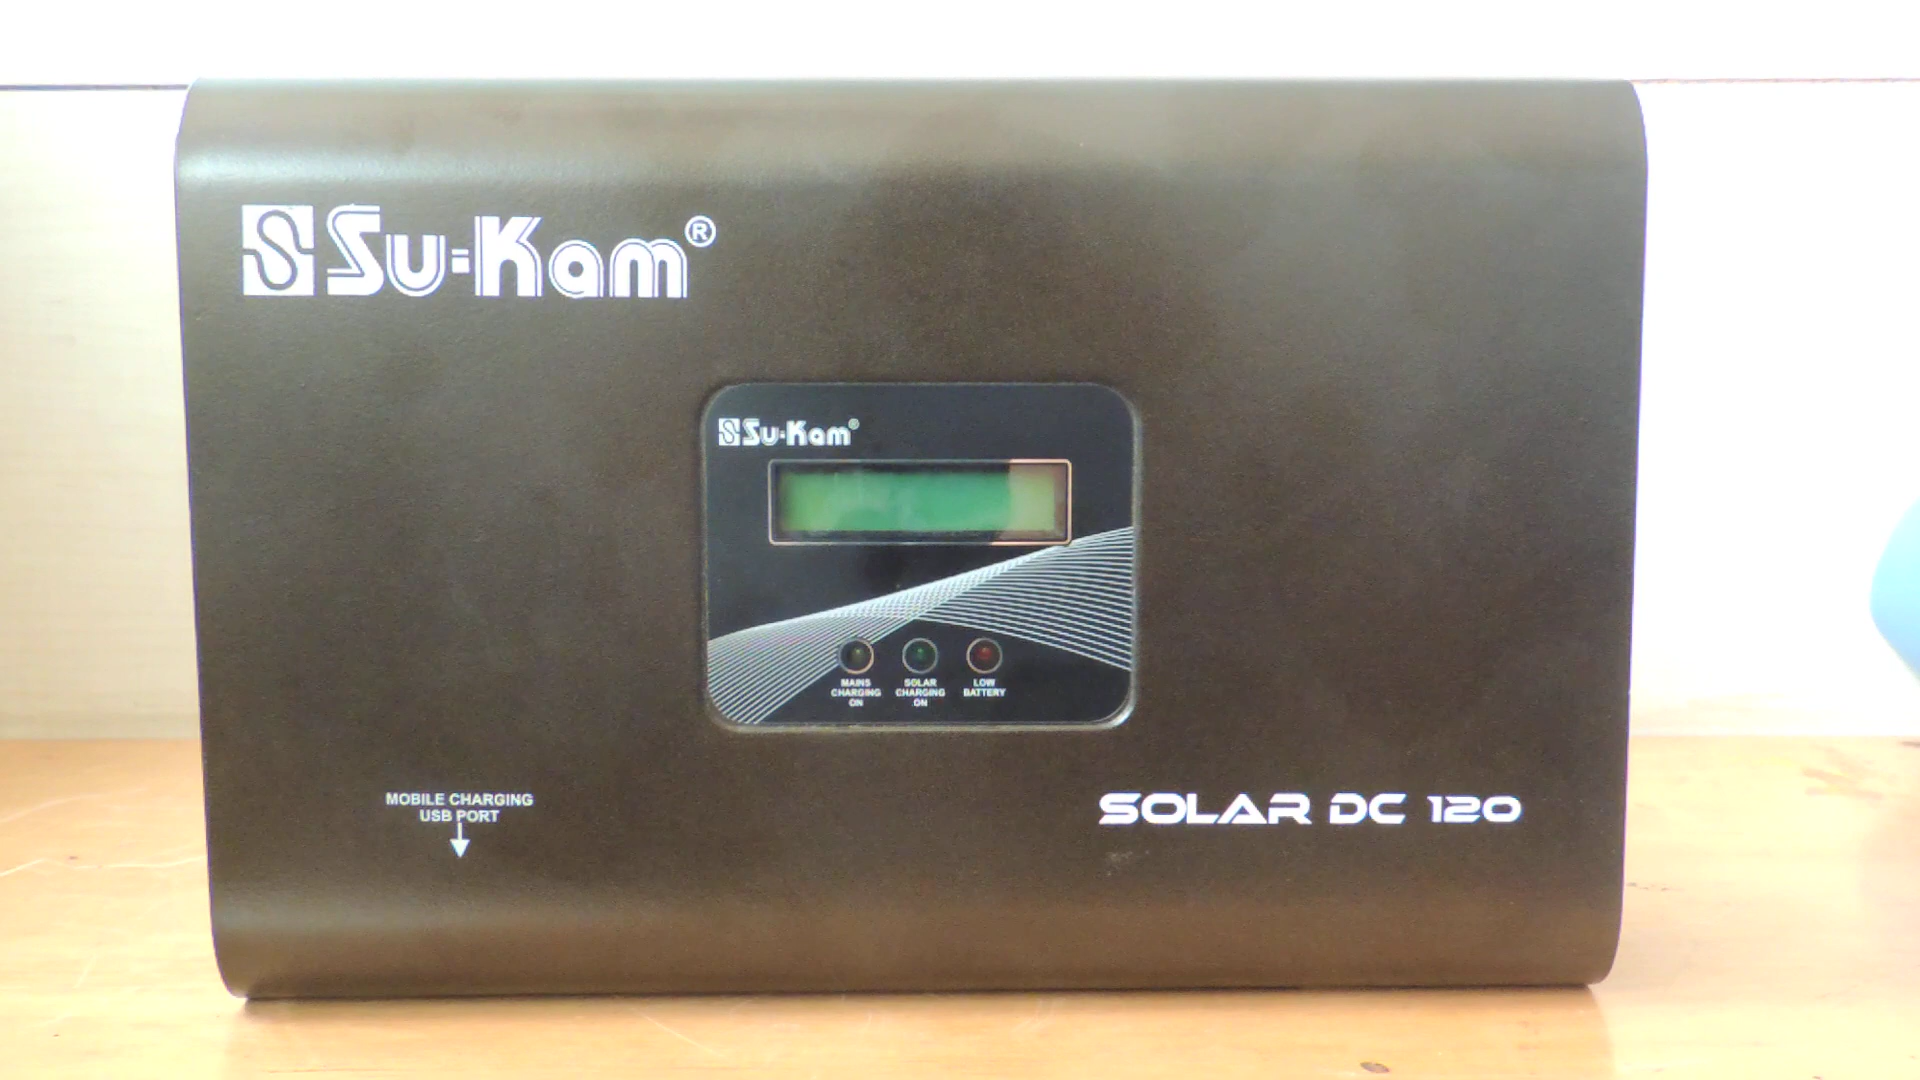 Su-Kam®
Su-Kam®
MAINS
CHARGING
ON
SOLAR
CHARGING
ON
LOW
BATTERY
MOBILE CHARGING
USB PORT
SOLAR DC 120